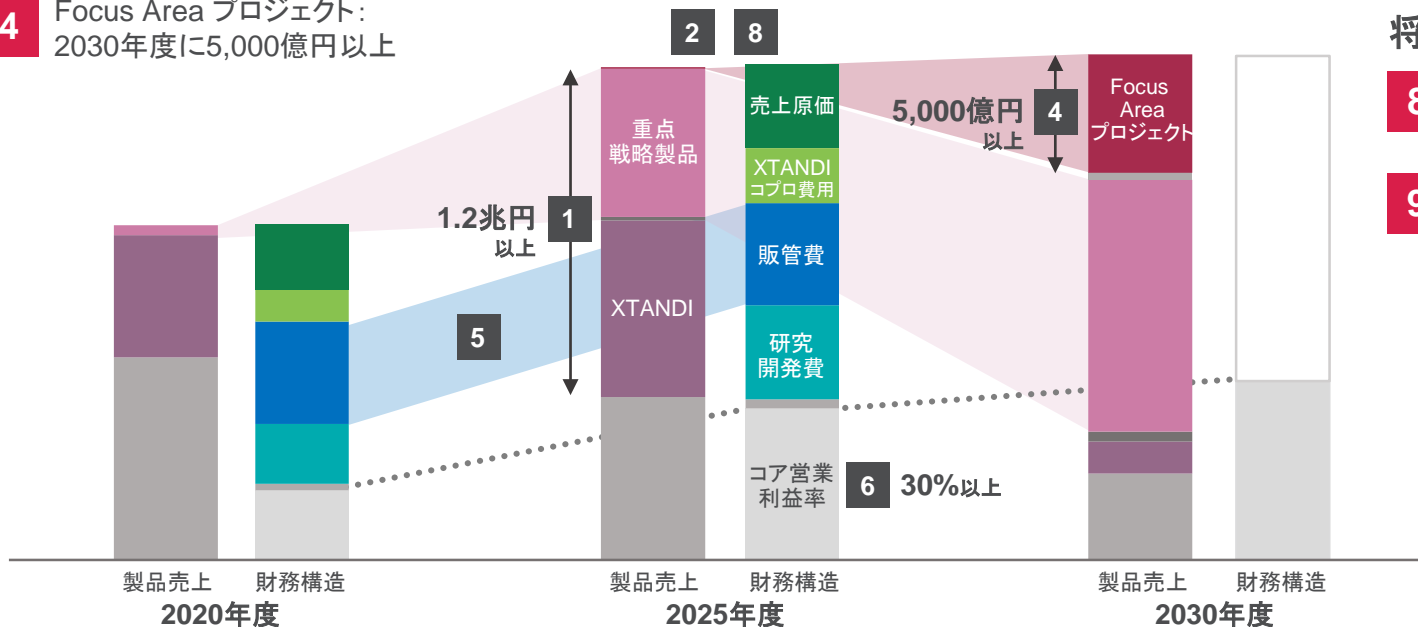 4
Focus Area プロジェクト:
2030年度に5,000億円以上
2
8
将
8
9
1.2兆円
以上
1
5
重点
戦略製品
XTANDI
売上原価
XTANDI
コプロ費用
販管費
研究
開発費
コア営業
利益率
6
30%以上
5,000億円
以上
4
Focus
Area
プロジェクト
製品売上
財務構造
2020年度
製品売上
財務構造
2025年度
製品売上
財務構造
2030年度